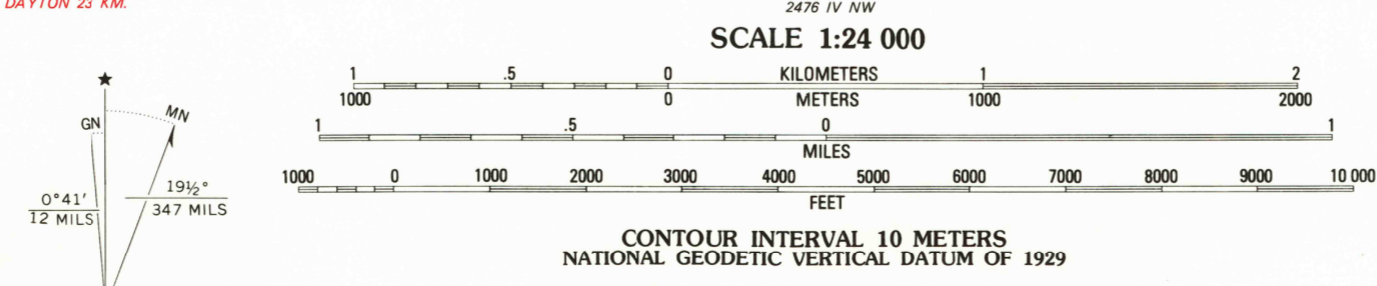 DAYTON 23 KM.
2476 IV NW
SCALE 1:24 000
1 .5 0 KILOMETERS 1 2
1000 0 METERS 1000 2000
1 .5 0 1
MILES
1000 0 1000 2000 3000 4000 5000 6000 7000 8000 9000 10 000
FEET
CONTOUR INTERVAL 10 METERS
NATIONAL GEODETIC VERTICAL DATUM OF 1929
★
GN
MN
0°41′
12 MILS
19½°
347 MILS